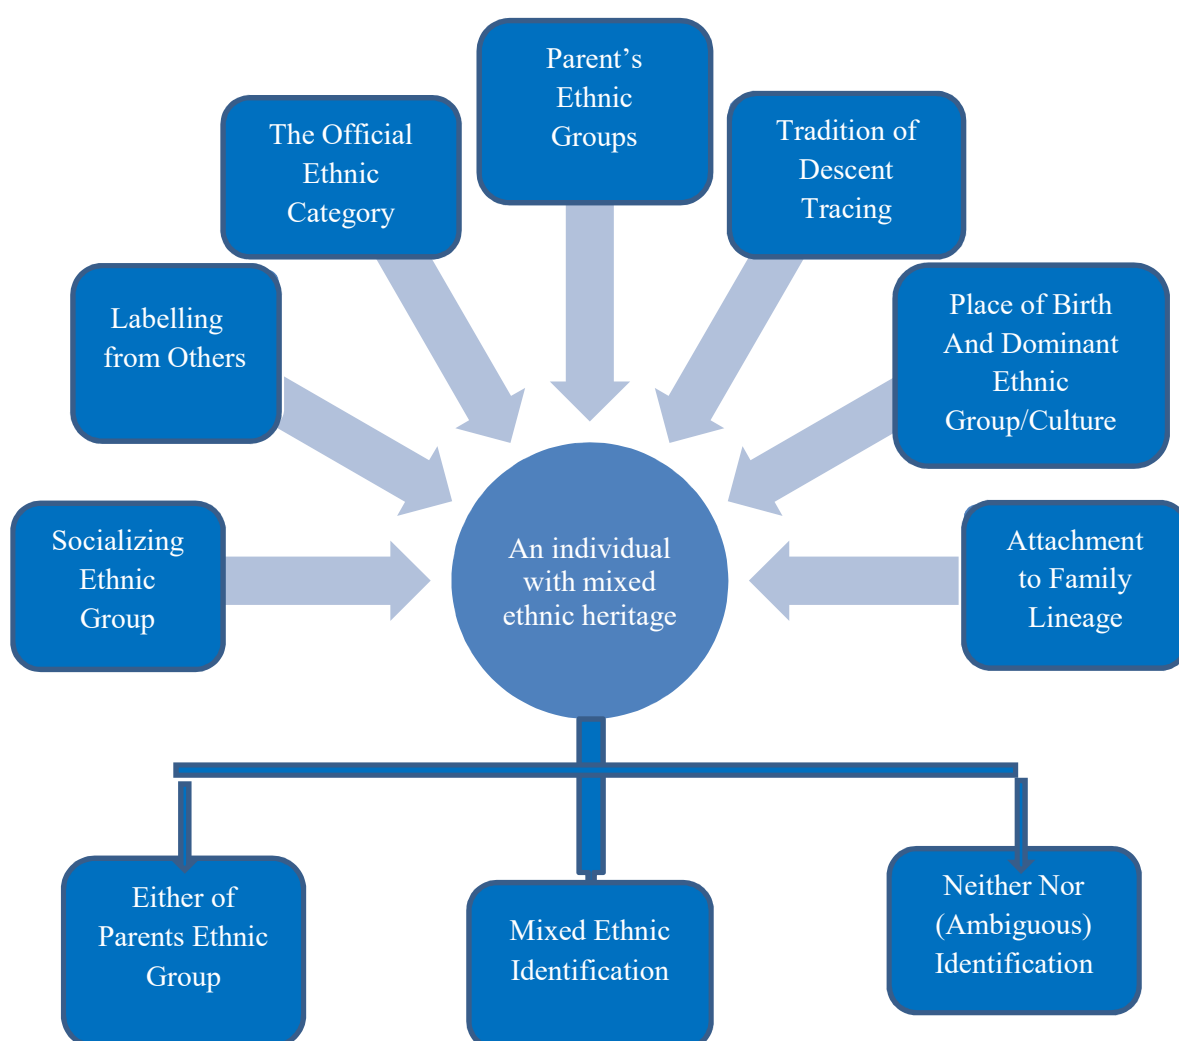 Parent’s
Ethnic
Groups
The Official
Ethnic
Category
Tradition of
Descent
Tracing
Labelling
from Others
Place of Birth
And Dominant
Ethnic
Group/Culture
Socializing
Ethnic
Group
An individual
with mixed
ethnic heritage
Attachment
to Family
Lineage
Either of
Parents Ethnic
Group
Mixed Ethnic
Identification
Neither Nor
(Ambiguous)
Identification